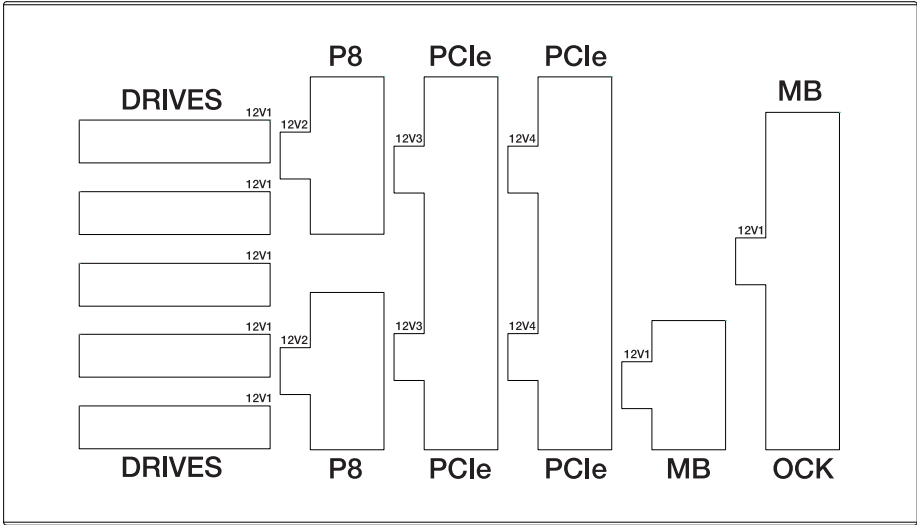 P8 PCIe PCIe
DRIVES MB
12V1
12V2 12V3 12V4
12V1
12V1 12V1
12V1 12V2 12V3 12V4
12V1
12V1
DRIVES P8 PCIe PCIe MB OCK